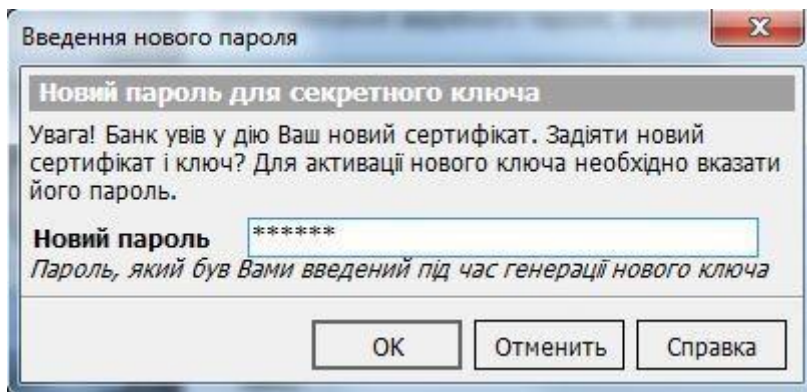 Введення нового пароля
Новий пароль для секретного ключа
Увага! Банк увів у дію Ваш новий сертифікат. Задіяти новий
сертифікат і ключ? Для активації нового ключа необхідно вказати
його пароль.
Новий пароль ******
Пароль, який був Вами введений під час генерації нового ключа
OK Отменить Справка